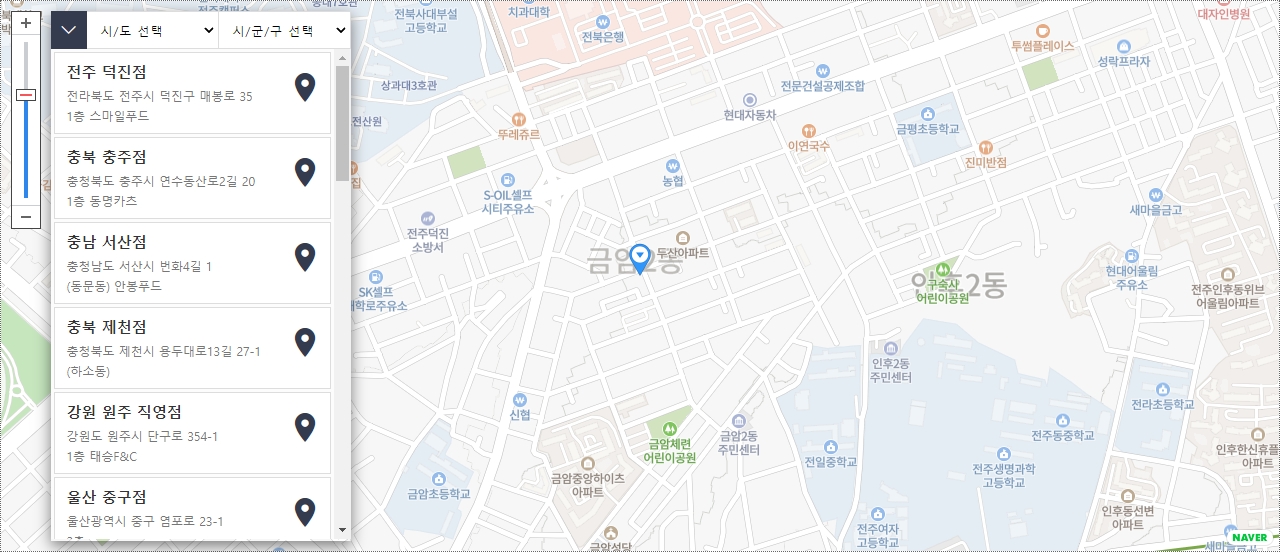 시/도 선택
시/군/구 선택
전주 덕진점
전라북도 전주시 덕진구 매봉로 35
1층 스마일푸드
충북 충주점
충청북도 충주시 연수동산로2길 20
1층 동명카츠
충남 서산점
충청남도 서산시 번화4길 1
(동문동) 안봉푸드
충북 제천점
충청북도 제천시 용두대로13길 27-1
(하소동)
강원 원주 직영점
강원도 원주시 단구로 354-1
1층 태승F&C
울산 중구점
울산광역시 중구 염포로 23-1
전북사대부설
고등학교
치과대학
전북은행
대자인병원
투썸플레이스
성락프라자
상과대3호관
전문건설공제조합
현대자동차
전산원
뚜레쥬르
이연국수
금평초등학교
진미반점
농협
S-OIL셀프
시티주유소
새마을금고
전주덕진
소방서
금암2동
두산아파트
SK셀프
대학로주유소
안후2동
구숙사
어린이공원
현대어울림
주유소
전주인후동위브
어울림아파트
인후2동
주민센터
신협
전라초등학교
금암체련
어린이공원
금암2동
주민센터
전주동중학교
전일중학교
인후한신휴플
아파트
금암중앙하이츠
아파트
금암초등학교
전주생명과학
고등학교
인후동선변
아파트
전주여자
고등학교
금암성당
새마을금고
NAVER